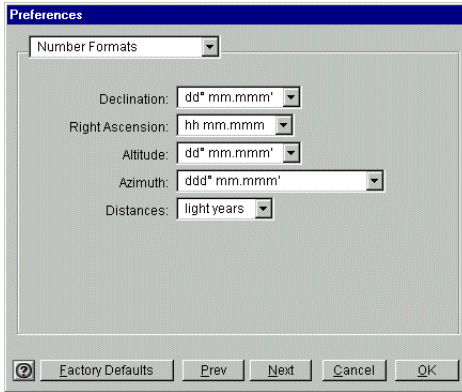 Preferences
Number Formats
Declination: dd° mm.mmm'
Right Ascension: hh mm.mmm
Altitude: dd° mm.mmm'
Azimuth: ddd° mm.mmm'
Distances: light years
? Factory Defaults Prev Next Cancel OK